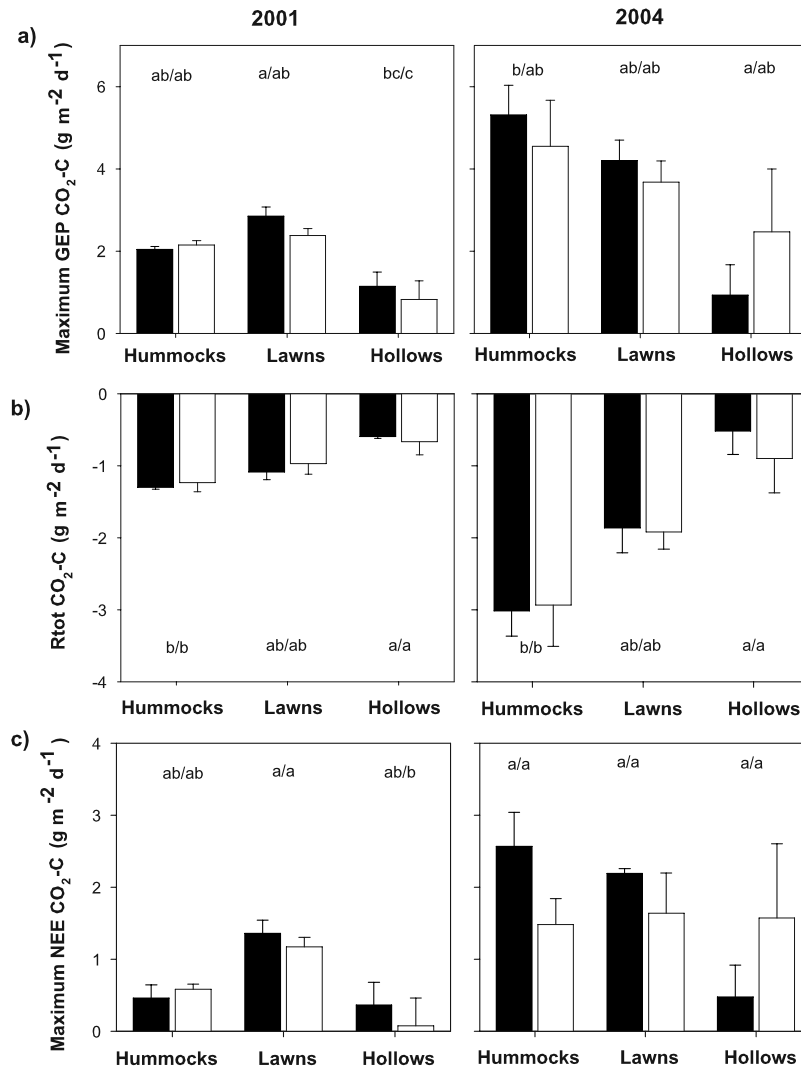 2001 2004
a)
Maximum GEP CO2-C (g m-2 d-1)
6
4
2
0
ab/ab a/ab bc/c
b/ab ab/ab a/ab
Hummocks Lawns Hollows
Hummocks Lawns Hollows
b)
Rtot CO2-C (g m-2 d-1)
0
-1
-2
-3
-4
b/b ab/ab a/a
b/b ab/ab a/a
Hummocks Lawns Hollows
Hummocks Lawns Hollows
c)
Maximum NEE CO2-C (g m-2 d-1)
4
3
2
1
0
ab/ab a/a ab/b
a/a a/a a/a
Hummocks Lawns Hollows
Hummocks Lawns Hollows